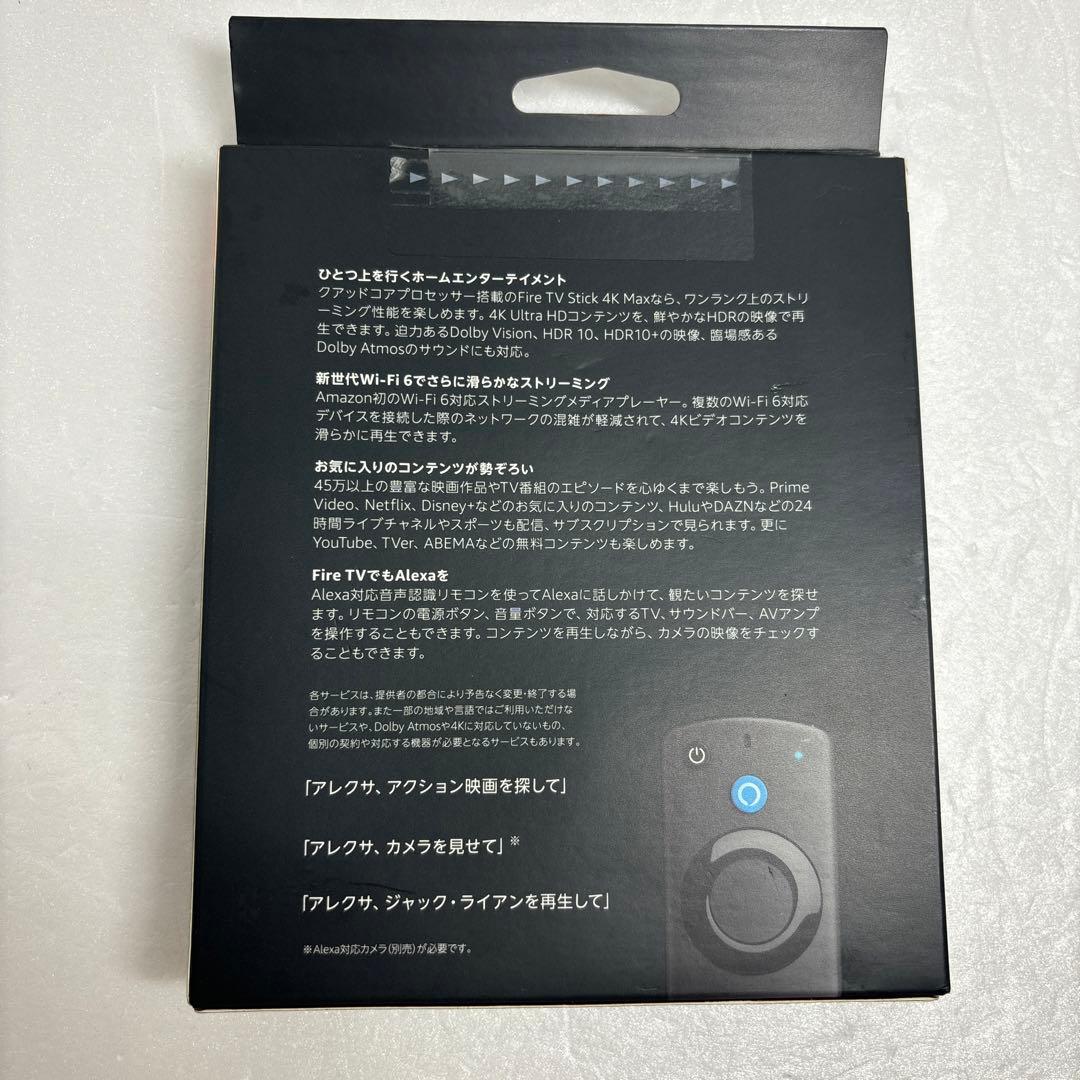 ひとつ上を行くホームエンターテイメント
クアッドコアプロセッサー搭載のFire TV Stick 4K Maxなら、ワンランク上のストリ
ーミング性能を楽しめます。4K Ultra HDコンテンツを、鮮やかなHDRの映像で再
生できます。迫力あるDolby Vision、HDR 10、HDR10+の映像、臨場感ある
Dolby Atmosのサウンドにも対応。
新世代Wi-Fi 6でさらに滑らかなストリーミング
Amazon初のWi-Fi 6対応ストリーミングメディアプレーヤー。複数のWi-Fi 6対応
デバイスを接続した際のネットワークの混雑が軽減されて、4Kビデオコンテンツを
滑らかに再生できます。
お気に入りのコンテンツが勢ぞろい
45万以上の豊富な映画作品やTV番組のエピソードを心ゆくまで楽しもう。Prime
Video、Netflix、Disney+などのお気に入りのコンテンツ、HuluやDAZNなどの24
時間ライブチャネルやスポーツも配信、サブスクリプションで見られます。更に
YouTube、TVer、ABEMAなどの無料コンテンツも楽しめます。
Fire TVでもAlexaを
Alexa対応音声認識リモコンを使ってAlexaに話しかけて、観たいコンテンツを探せ
ます。リモコンの電源ボタン、音量ボタンで、対応するTV、サウンドバー、AVアンプ
を操作することもできます。コンテンツを再生しながら、カメラの映像をチェックす
ることもできます。
各サービスは、提供者の都合により予告なく変更・終了する場
合があります。また一部の地域や言語ではご利用いただけな
いサービスや、Dolby Atmosや4Kに対応していないもの、
個別の契約や対応する機器が必要となるサービスもあります。
「アレクサ、アクション映画を探して」
「アレクサ、カメラを見せて」※
「アレクサ、ジャック・ライアンを再生して」
※Alexa対応カメラ(別売)が必要です。